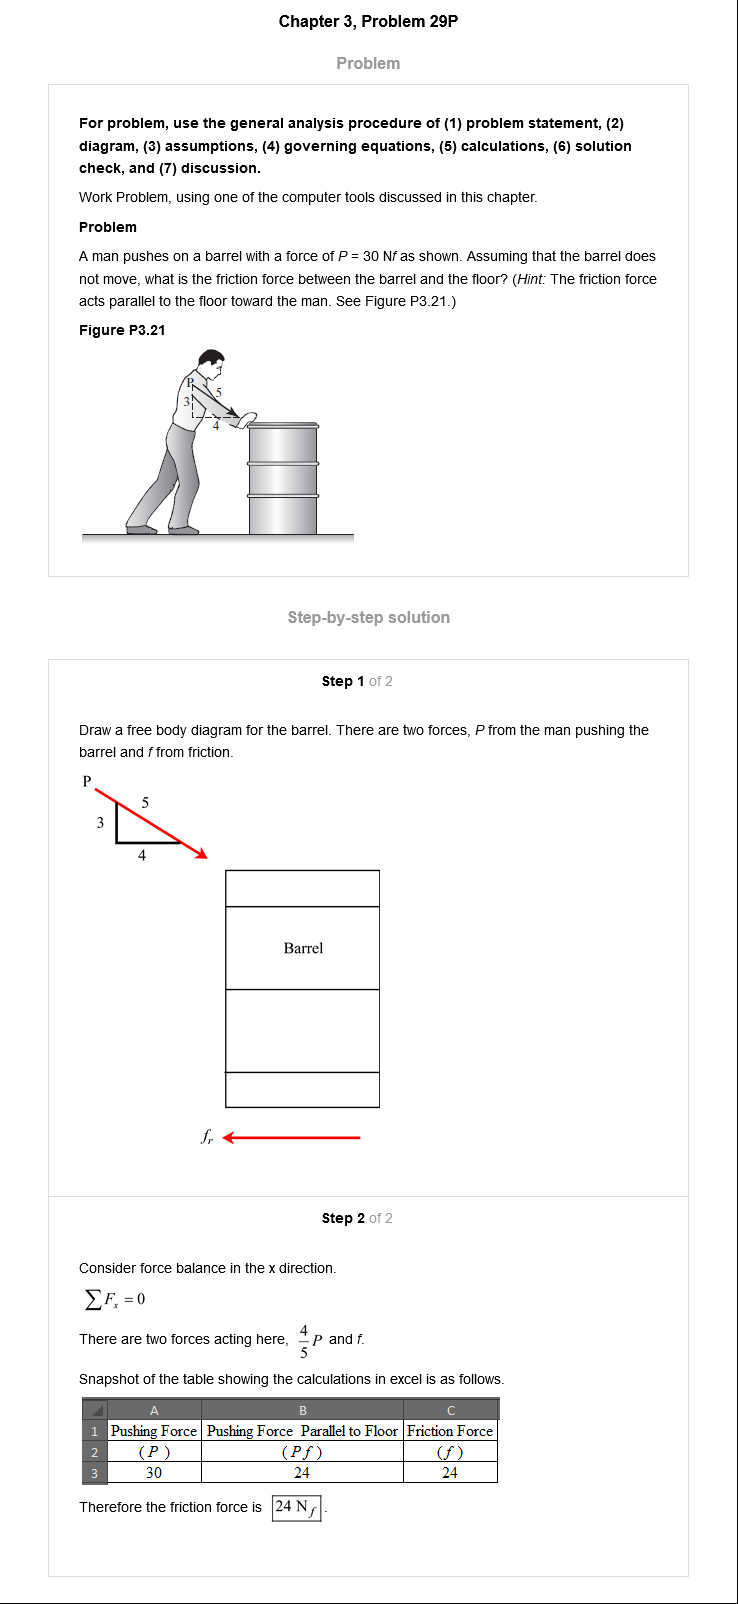 Chapter 3, Problem 29P
Problem
For problem, use the general analysis procedure of (1) problem statement, (2)
diagram, (3) assumptions, (4) governing equations, (5) calculations, (6) solution
check, and (7) discussion.
Work Problem, using one of the computer tools discussed in this chapter.
Problem
A man pushes on a barrel with a force of P = 30 Nf as shown. Assuming that the barrel does
not move, what is the friction force between the barrel and the floor? (Hint: The friction force
acts parallel to the floor toward the man. See Figure P3.21.)
Figure P3.21
P
5
3
4
Step-by-step solution
Step 1 of 2
Draw a free body diagram for the barrel. There are two forces, P from the man pushing the
barrel and f from friction.
P
5
3
4
Barrel
fr
Step 2 of 2
Consider force balance in the x direction.
∑Fx = 0
There are two forces acting here, 4/5 P and f.
Snapshot of the table showing the calculations in excel is as follows.
A B C
1 Pushing Force Pushing Force Parallel to Floor Friction Force
2 (P) (Pf) (f)
3 30 24 24
Therefore the friction force is 24 Nf.